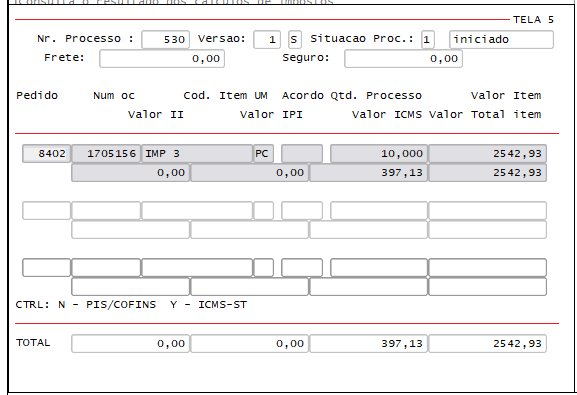 Consulta o resultado dos calculos de impostos
TELA 5
Nr. Processo : 530 Versao: 1 S Situacao Proc.: 1 iniciado
Frete: 0,00 Seguro: 0,00
Pedido Num oc Cod. Item UM Acordo Qtd. Processo Valor Item
Valor II Valor IPI Valor ICMS Valor Total item
8402 1705156 IMP 3 PC 10,000 2542,93
0,00 0,00 397,13 2542,93
CTRL: N - PIS/COFINS Y - ICMS-ST
TOTAL 0,00 0,00 397,13 2542,93